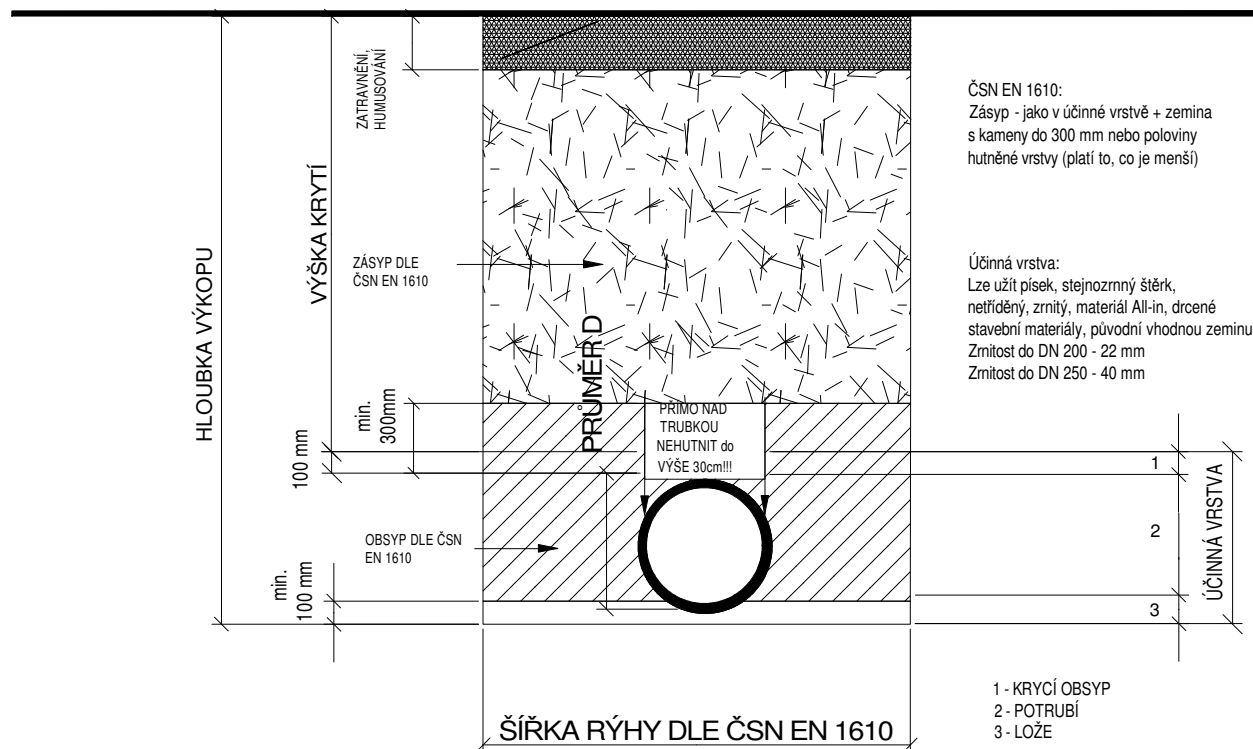 ZATRAVNĚNÍ,
HUMUSOVÁNÍ
VÝŠKA KRYTÍ
HLOUBKA VÝKOPU
ZÁSYP DLE
ČSN EN 1610
PRŮMĚR D
min.
300mm
100 mm
PŘIMO NAD
TRUBKOU
NEHUTNIT do
VÝŠE 30cm!!!
OBSYP DLE ČSN
EN 1610
min.
100 mm
ŠÍŘKA RÝHY DLE ČSN EN 1610
ČSN EN 1610:
Zásyp - jako v účinné vrstvě + zemina
s kameny do 300 mm nebo poloviny
hutněné vrstvy (platí to, co je menší)
Účinná vrstva:
Lze užít písek, stejnozrnný štěrk,
netříděný, zrnitý, materiál All-in, drcené
stavební materiály, původní vhodnou zeminu
Zrnitost do DN 200 - 22 mm
Zrnitost do DN 250 - 40 mm
1
2
3
ÚČINNÁ VRSTVA
1 - KRYCÍ OBSYP
2 - POTRUBÍ
3 - LOŽE